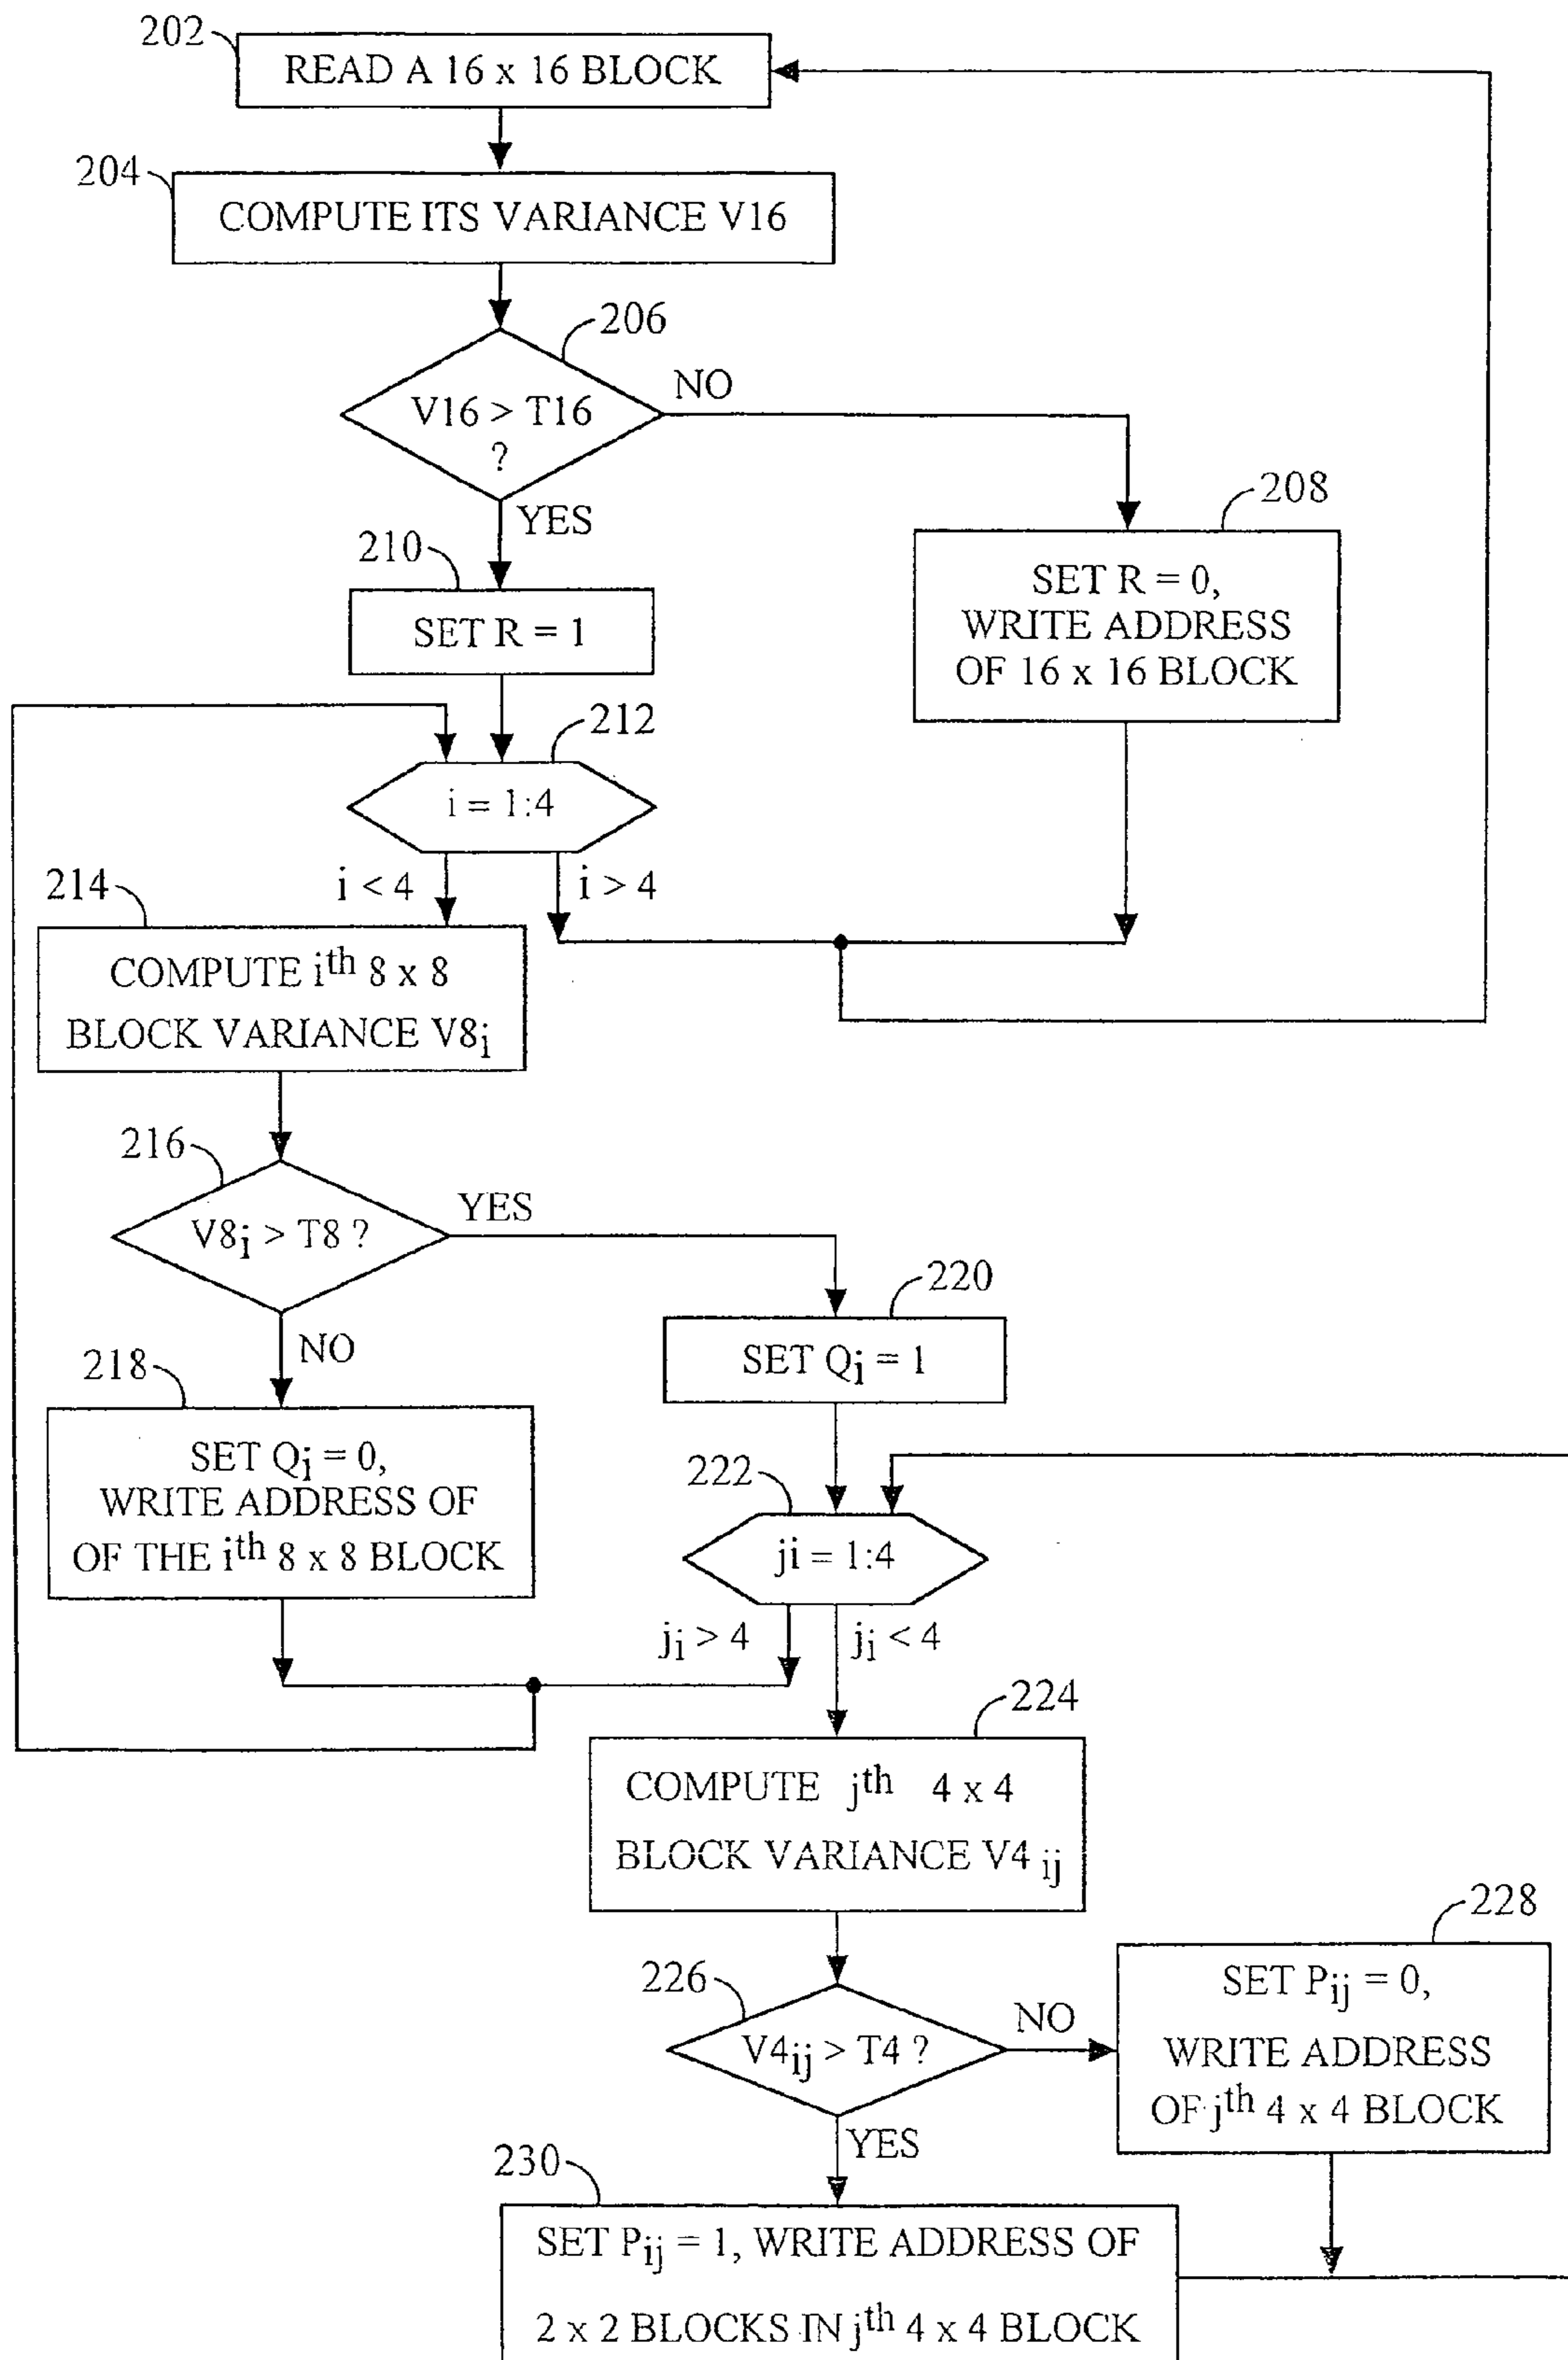 202
READ A 16 x 16 BLOCK
204
COMPUTE ITS VARIANCE V16
206
V16 > T16
?
NO
YES
208
SET R = 0,
WRITE ADDRESS
OF 16 x 16 BLOCK
210
SET R = 1
212
i = 1:4
i < 4
i > 4
214
COMPUTE ith 8 x 8
BLOCK VARIANCE V8i
216
V8i > T8 ?
YES
NO
218
SET Qi = 0,
WRITE ADDRESS OF
OF THE ith 8 x 8 BLOCK
220
SET Qi = 1
222
ji = 1:4
ji > 4
ji < 4
224
COMPUTE jth 4 x 4
BLOCK VARIANCE V4 ij
226
V4ij > T4 ?
NO
YES
228
SET Pij = 0,
WRITE ADDRESS
OF jth 4 x 4 BLOCK
230
SET Pij = 1, WRITE ADDRESS OF
2 x 2 BLOCKS IN jth 4 x 4 BLOCK